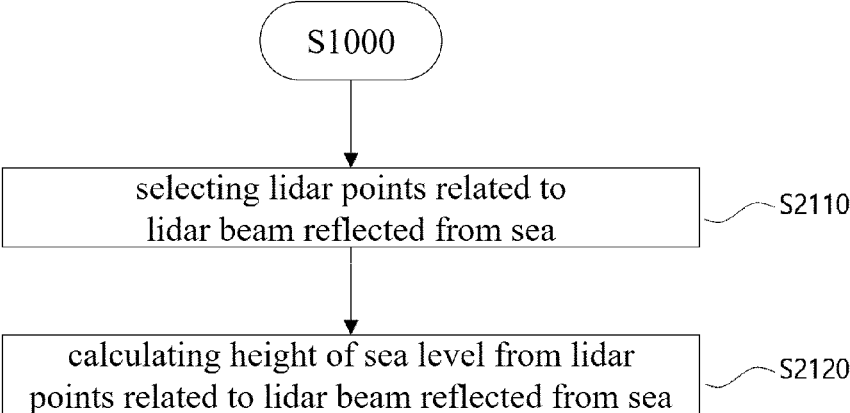 S1000
selecting lidar points related to
lidar beam reflected from sea
S2110
calculating height of sea level from lidar
points related to lidar beam reflected from sea
S2120